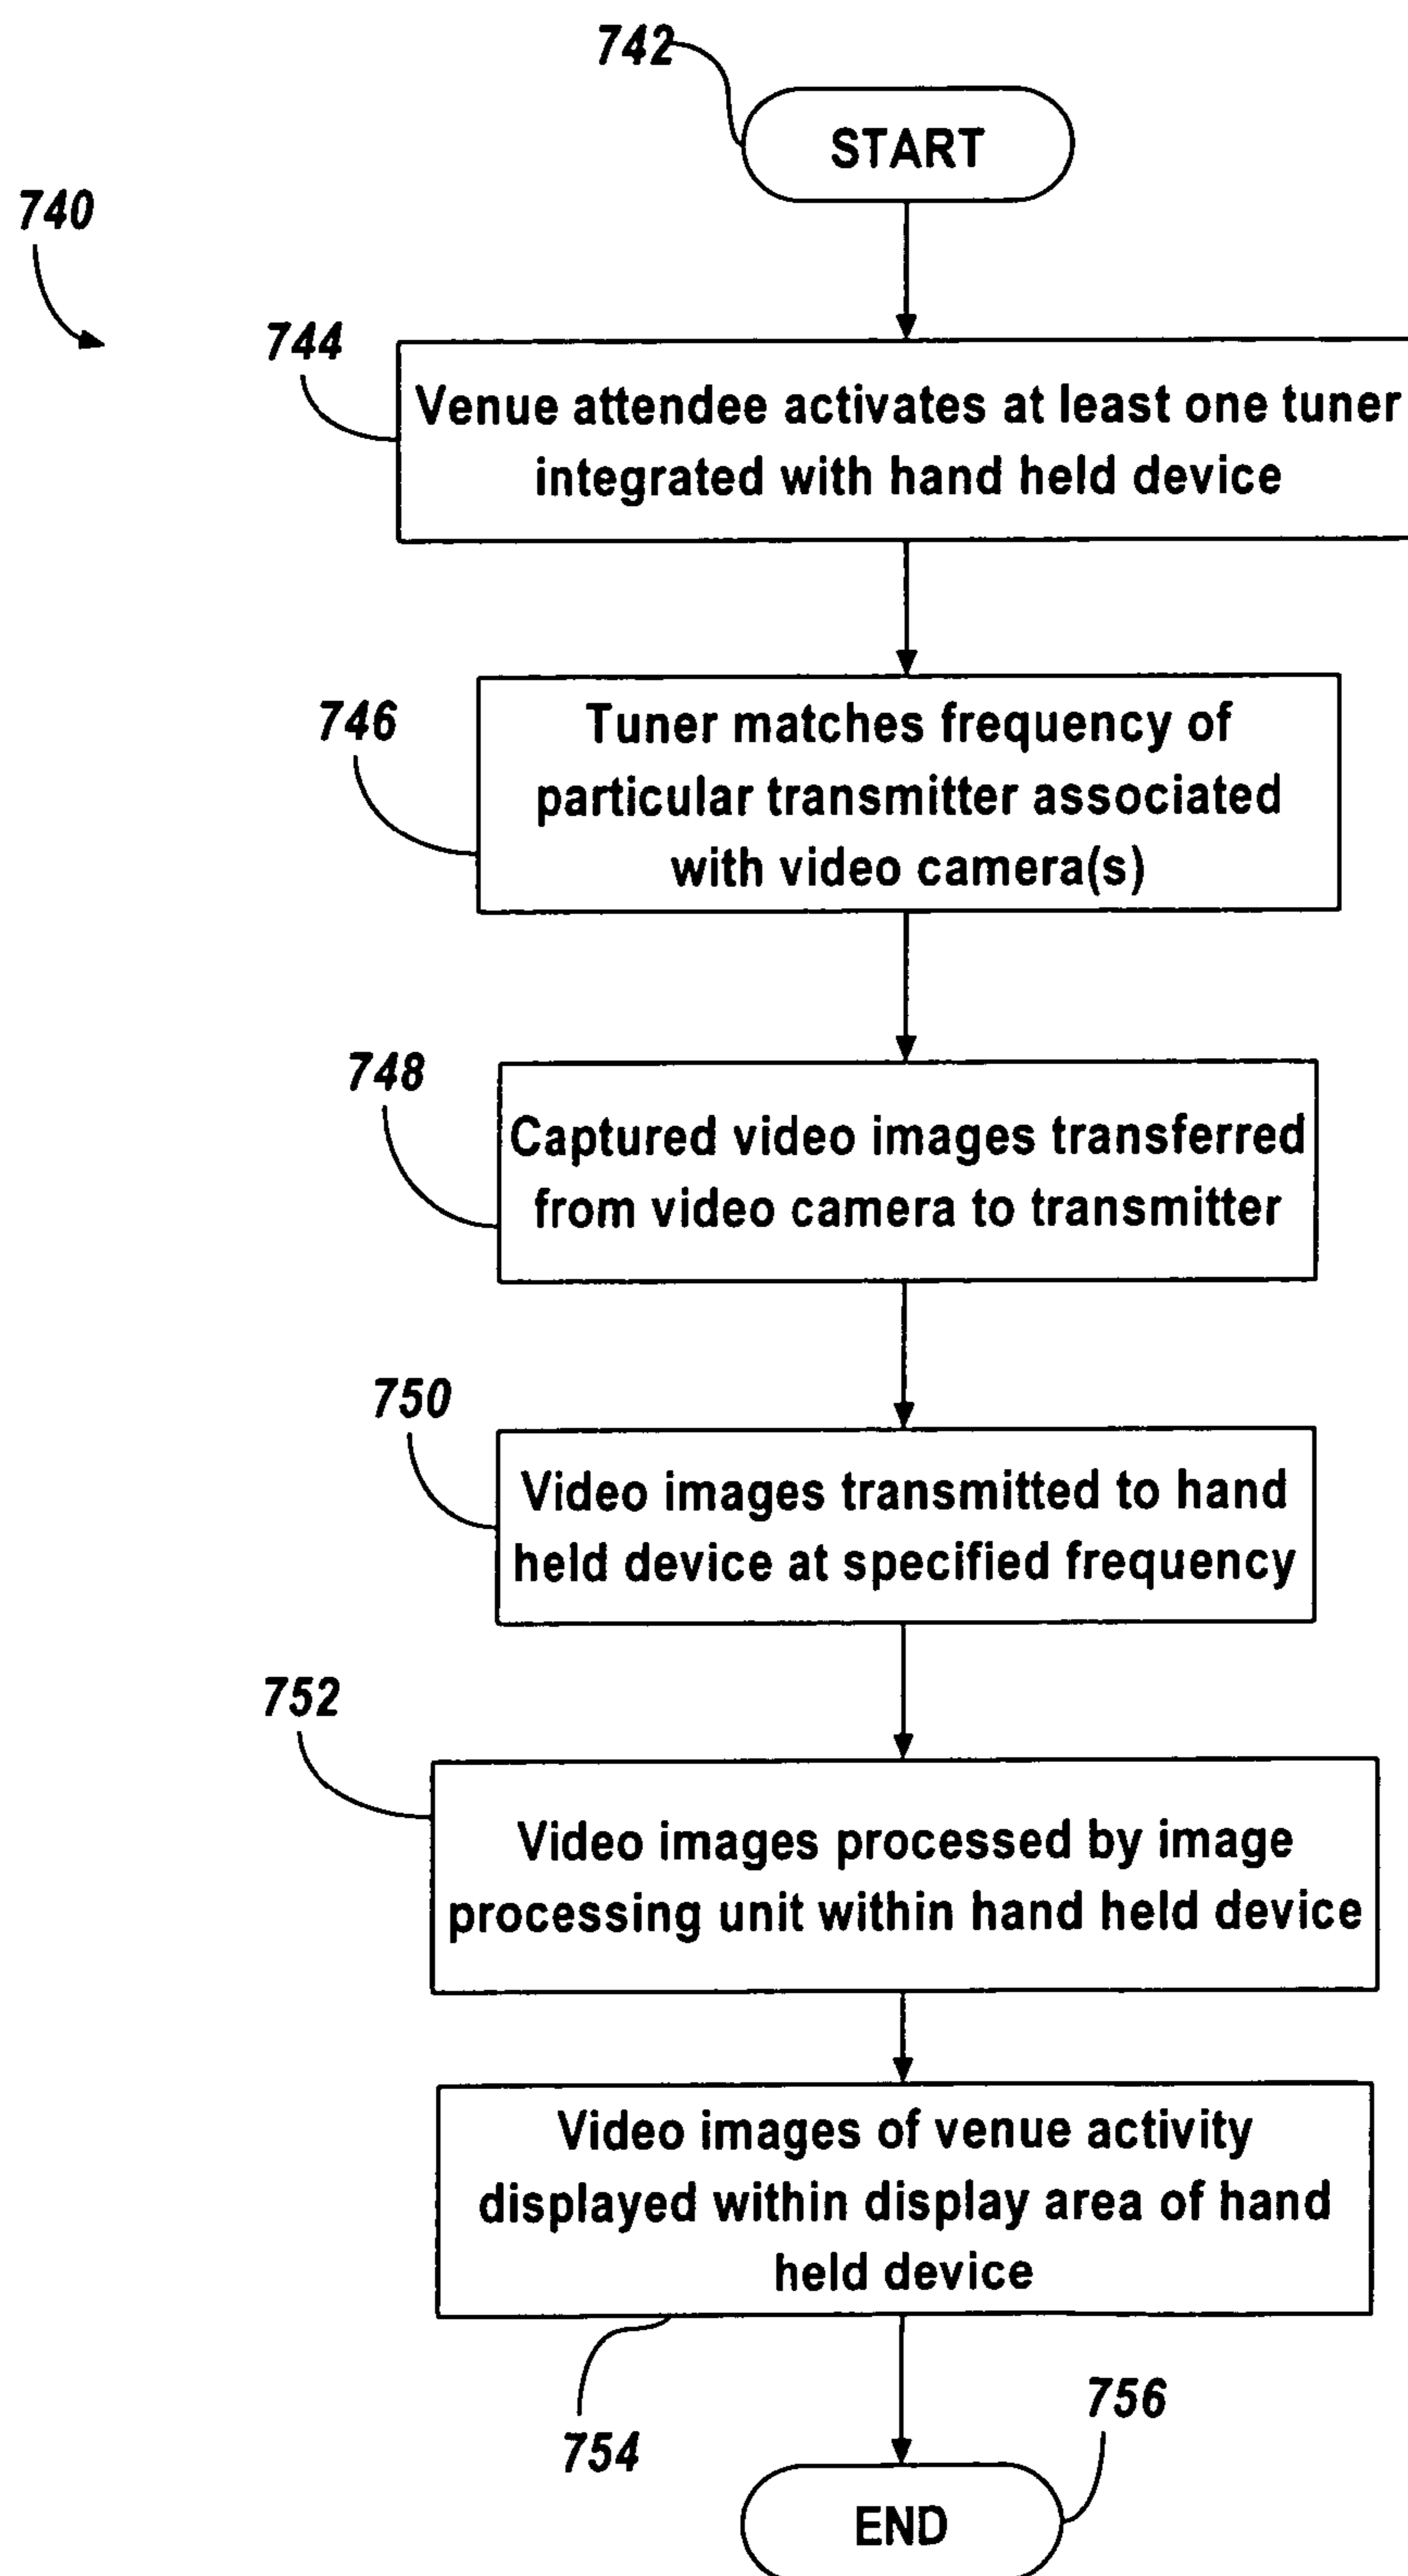 742
START
740
744
Venue attendee activates at least one tuner
integrated with hand held device
746
Tuner matches frequency of
particular transmitter associated
with video camera(s)
748
Captured video images transferred
from video camera to transmitter
750
Video images transmitted to hand
held device at specified frequency
752
Video images processed by image
processing unit within hand held device
Video images of venue activity
displayed within display area of hand
held device
754
756
END